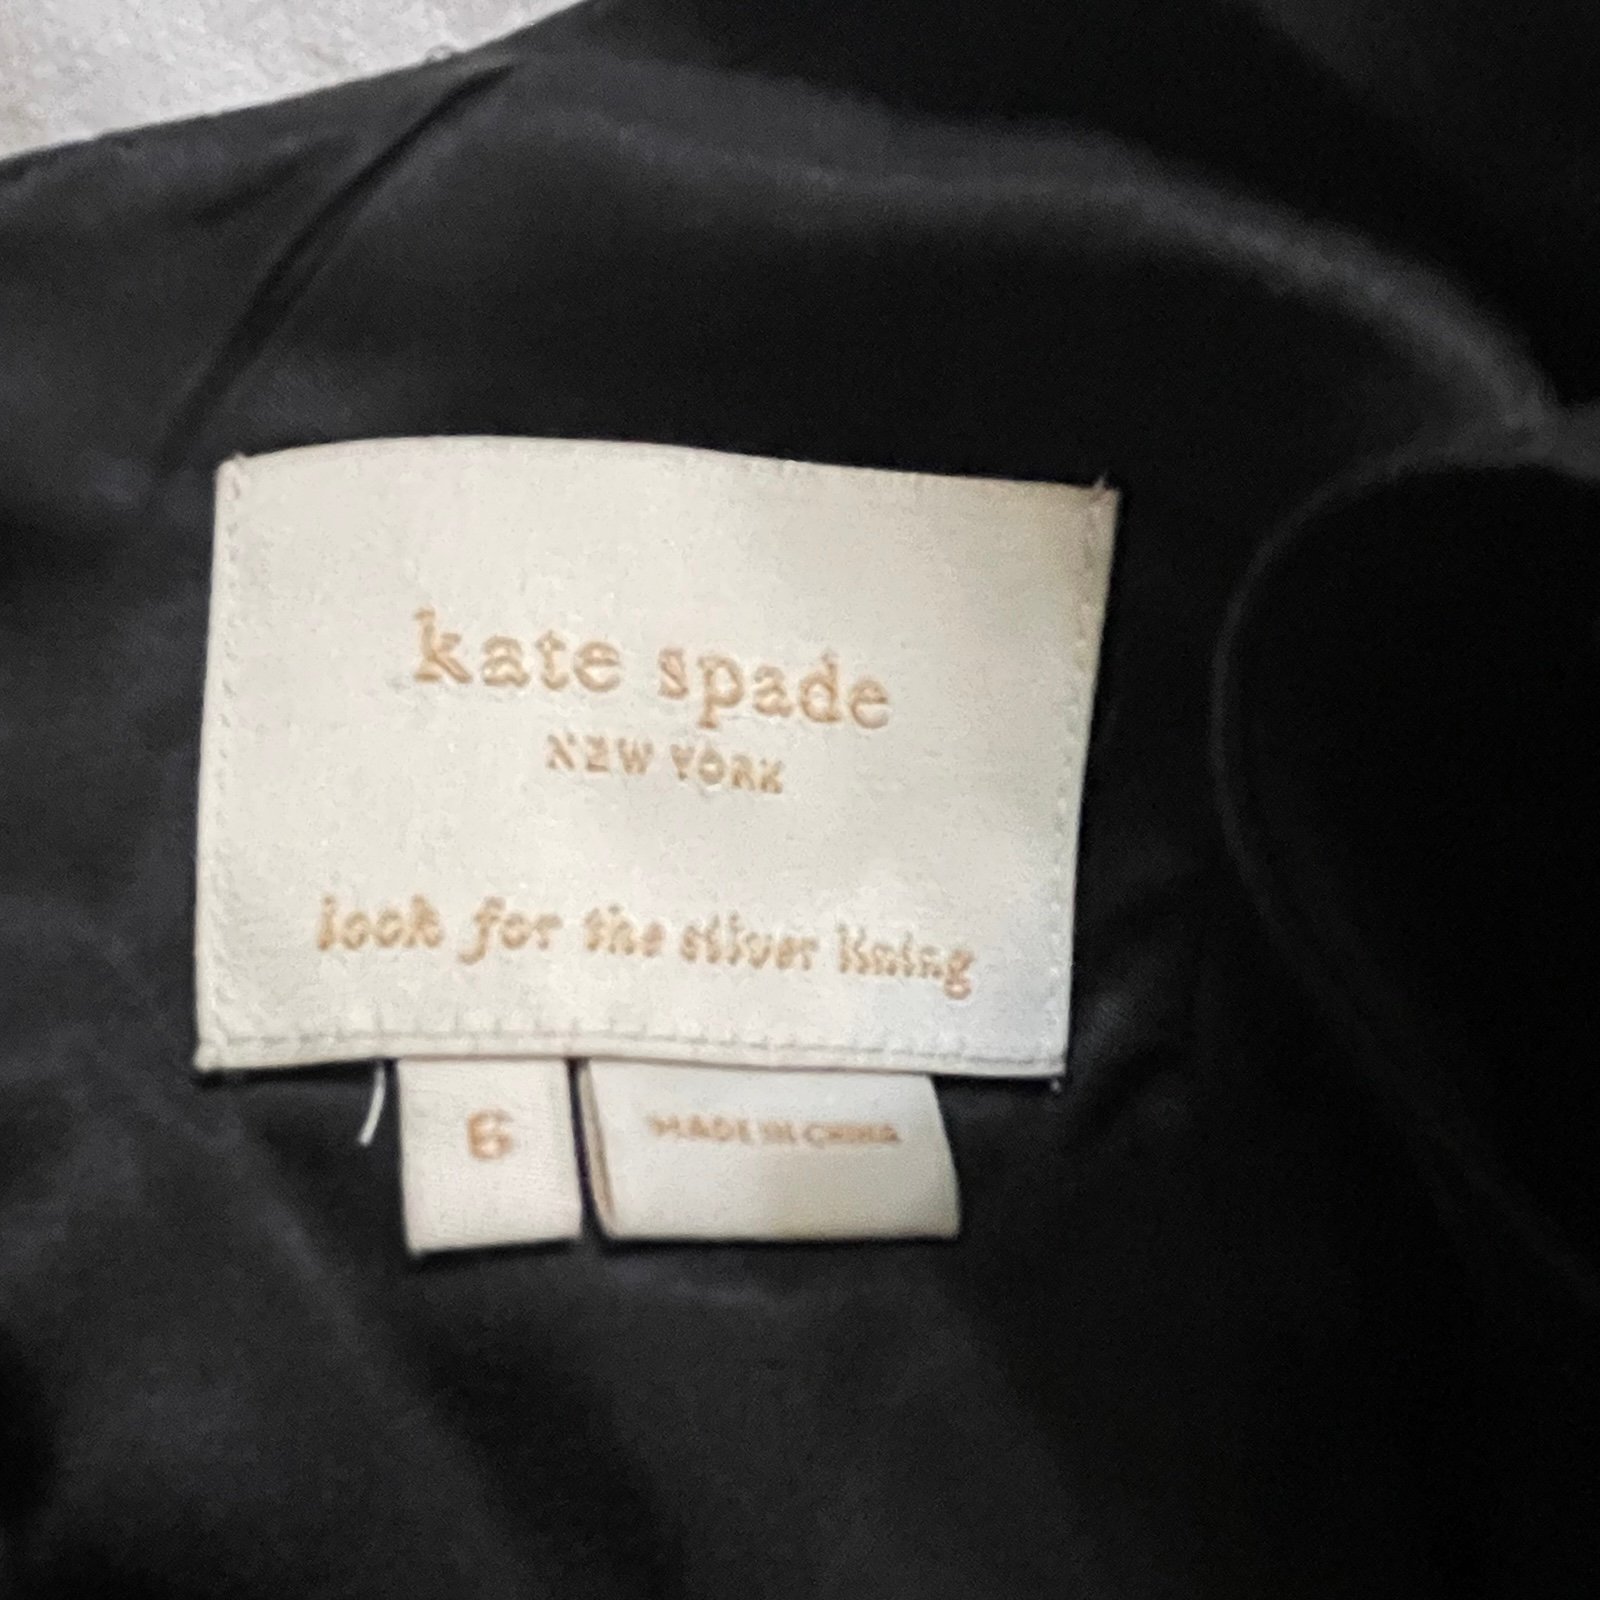 kate spade
NEW YORK
look for the silver lining
6
MADE IN CHINA